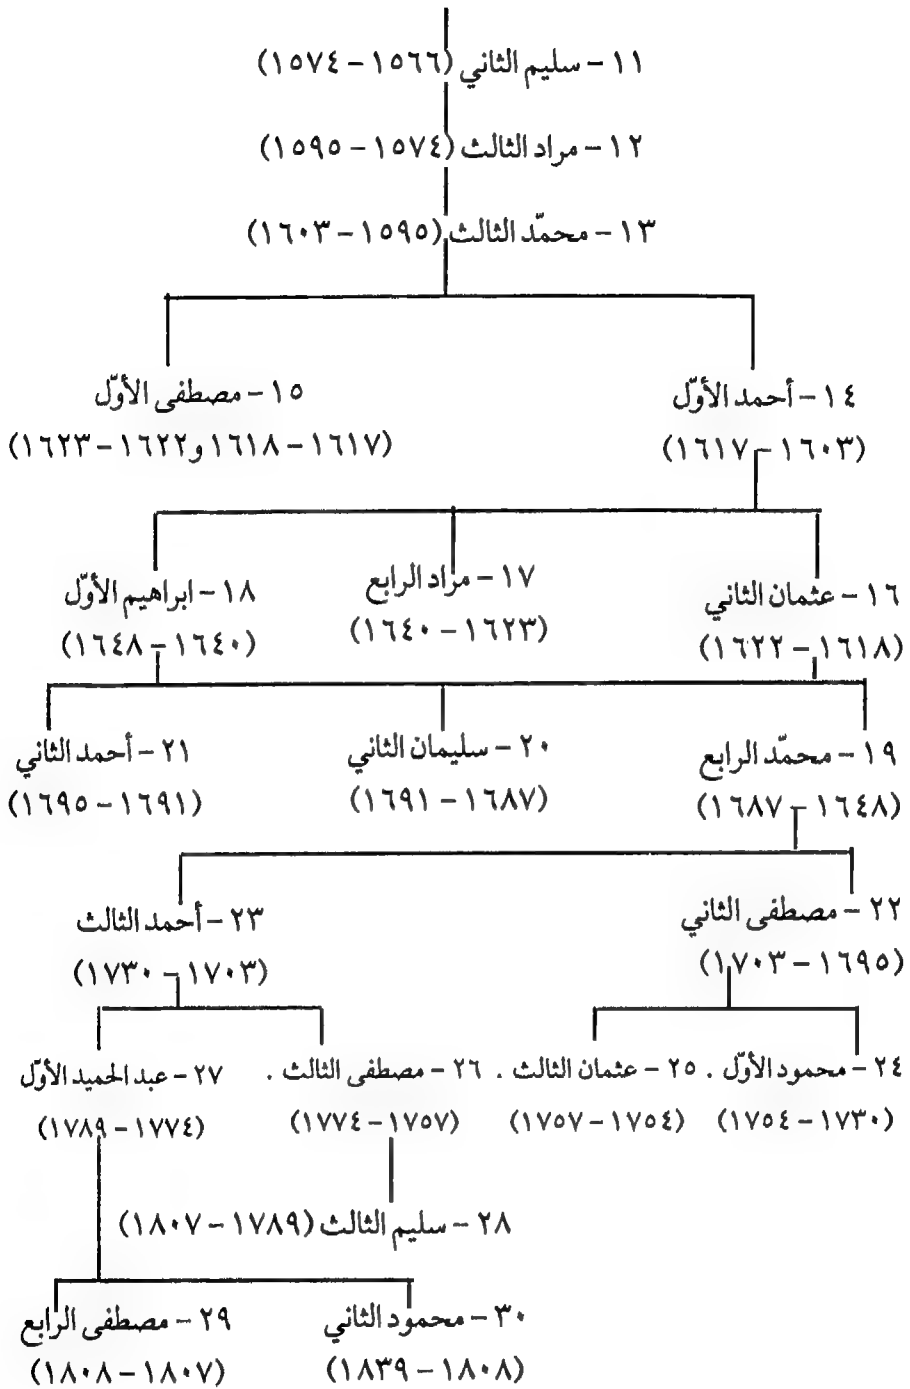 ١١ - سليم الثاني (١٥٦٦ - ١٥٧٤)
١٢ - مراد الثالث (١٥٧٤ - ١٥٩٥)
١٣ - محمّد الثالث (١٥٩٥ - ١٦٠٣)
١٤ - أحمد الأوّل
(١٦٠٣ - ١٦١٧)
١٥ - مصطفى الأوّل
(١٦١٧ - ١٦١٨ و١٦٢٢ - ١٦٢٣)
١٦ - عثمان الثاني
(١٦١٨ - ١٦٢٢)
١٧ - مراد الرابع
(١٦٢٣ - ١٦٤٠)
١٨ - ابراهيم الأوّل
(١٦٤٠ - ١٦٤٨)
١٩ - محمّد الرابع
(١٦٤٨ - ١٦٨٧)
٢٠ - سليمان الثاني
(١٦٨٧ - ١٦٩١)
٢١ - أحمد الثاني
(١٦٩١ - ١٦٩٥)
٢٢ - مصطفى الثاني
(١٦٩٥ - ١٧٠٣)
٢٣ - أحمد الثالث
(١٧٠٣ - ١٧٣٠)
٢٤ - محمود الأوّل .
(١٧٣٠ - ١٧٥٤)
٢٥ - عثمان الثالث .
(١٧٥٤ - ١٧٥٧)
٢٦ - مصطفى الثالث .
(١٧٥٧ - ١٧٧٤)
٢٧ - عبد الحميد الأوّل
(١٧٧٤ - ١٧٨٩)
٢٨ - سليم الثالث (١٧٨٩ - ١٨٠٧)
٣٠ - محمود الثاني
(١٨٠٨ - ١٨٣٩)
٢٩ - مصطفى الرابع
(١٨٠٧ - ١٨٠٨)